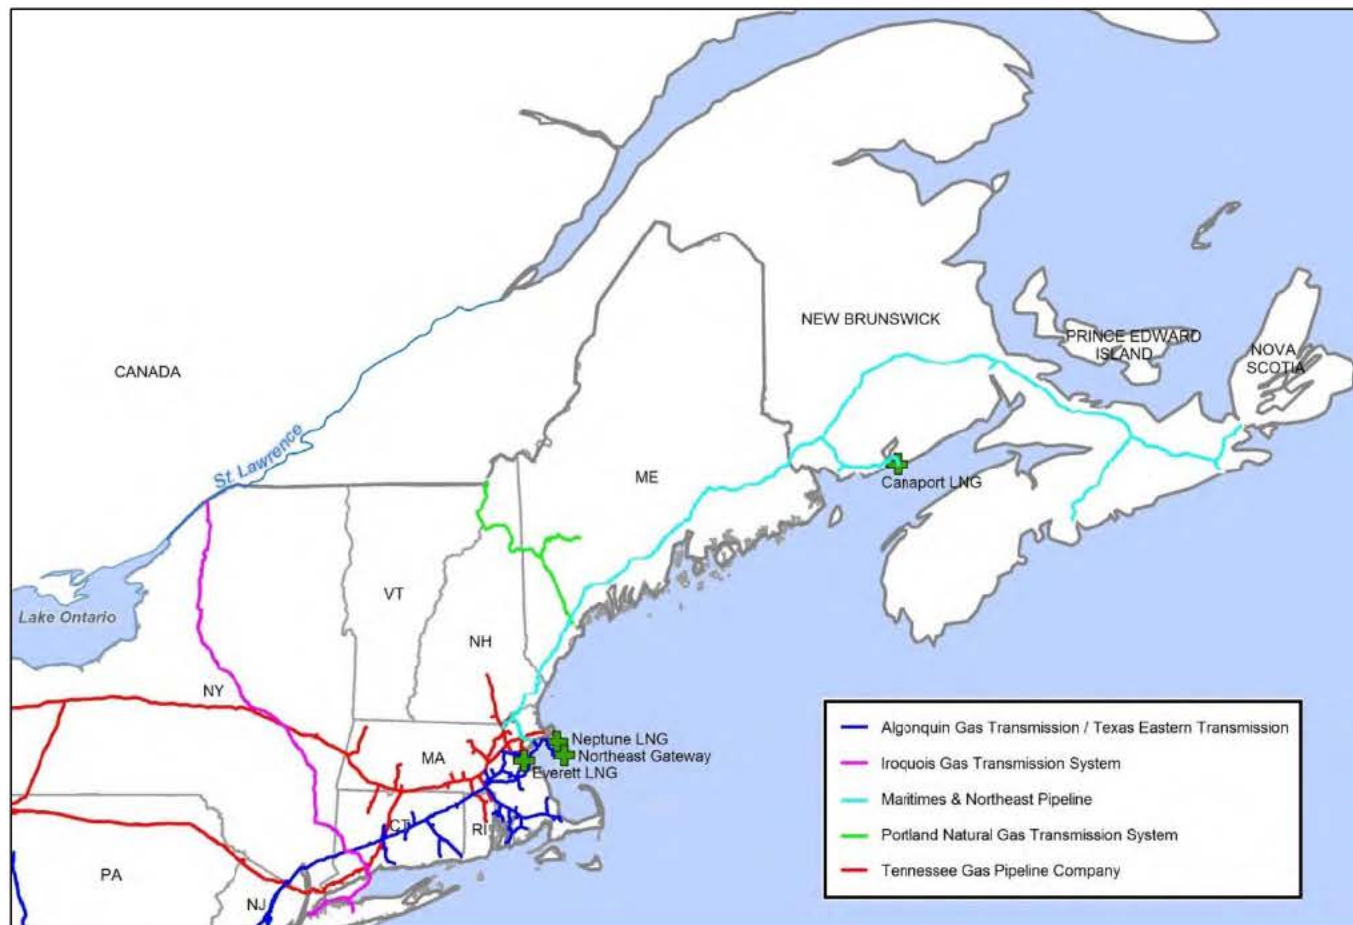 NEW BRUNSWICK
PRINCE EDWARD
ISLAND
NOVA
SCOTIA
CANADA
St Lawrence
ME
Canaport LNG
Lake Ontario
VT
NH
NY
MA
Neptune LNG
Northeast Gateway
Everett LNG
CT
RI
PA
NJ
Algonquin Gas Transmission / Texas Eastern Transmission
Iroquois Gas Transmission System
Maritimes & Northeast Pipeline
Portland Natural Gas Transmission System
Tennessee Gas Pipeline Company